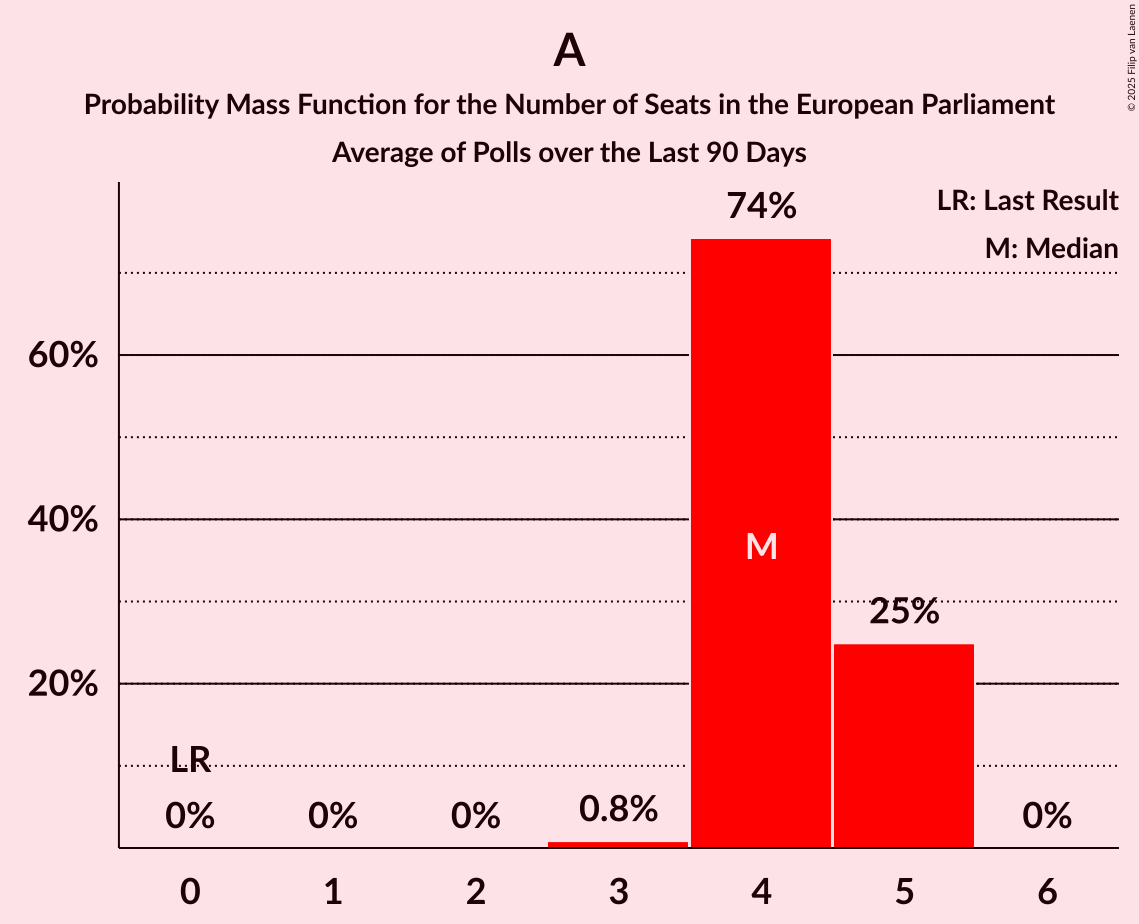 A
Probability Mass Function for the Number of Seats in the European Parliament
Average of Polls over the Last 90 Days
© 2025 Filip van Laenen
LR: Last Result
M: Median
74%
60%
40%
M
25%
20%
LR
0%
0%
0%
0.8%
0%
0 1 2 3 4 5 6